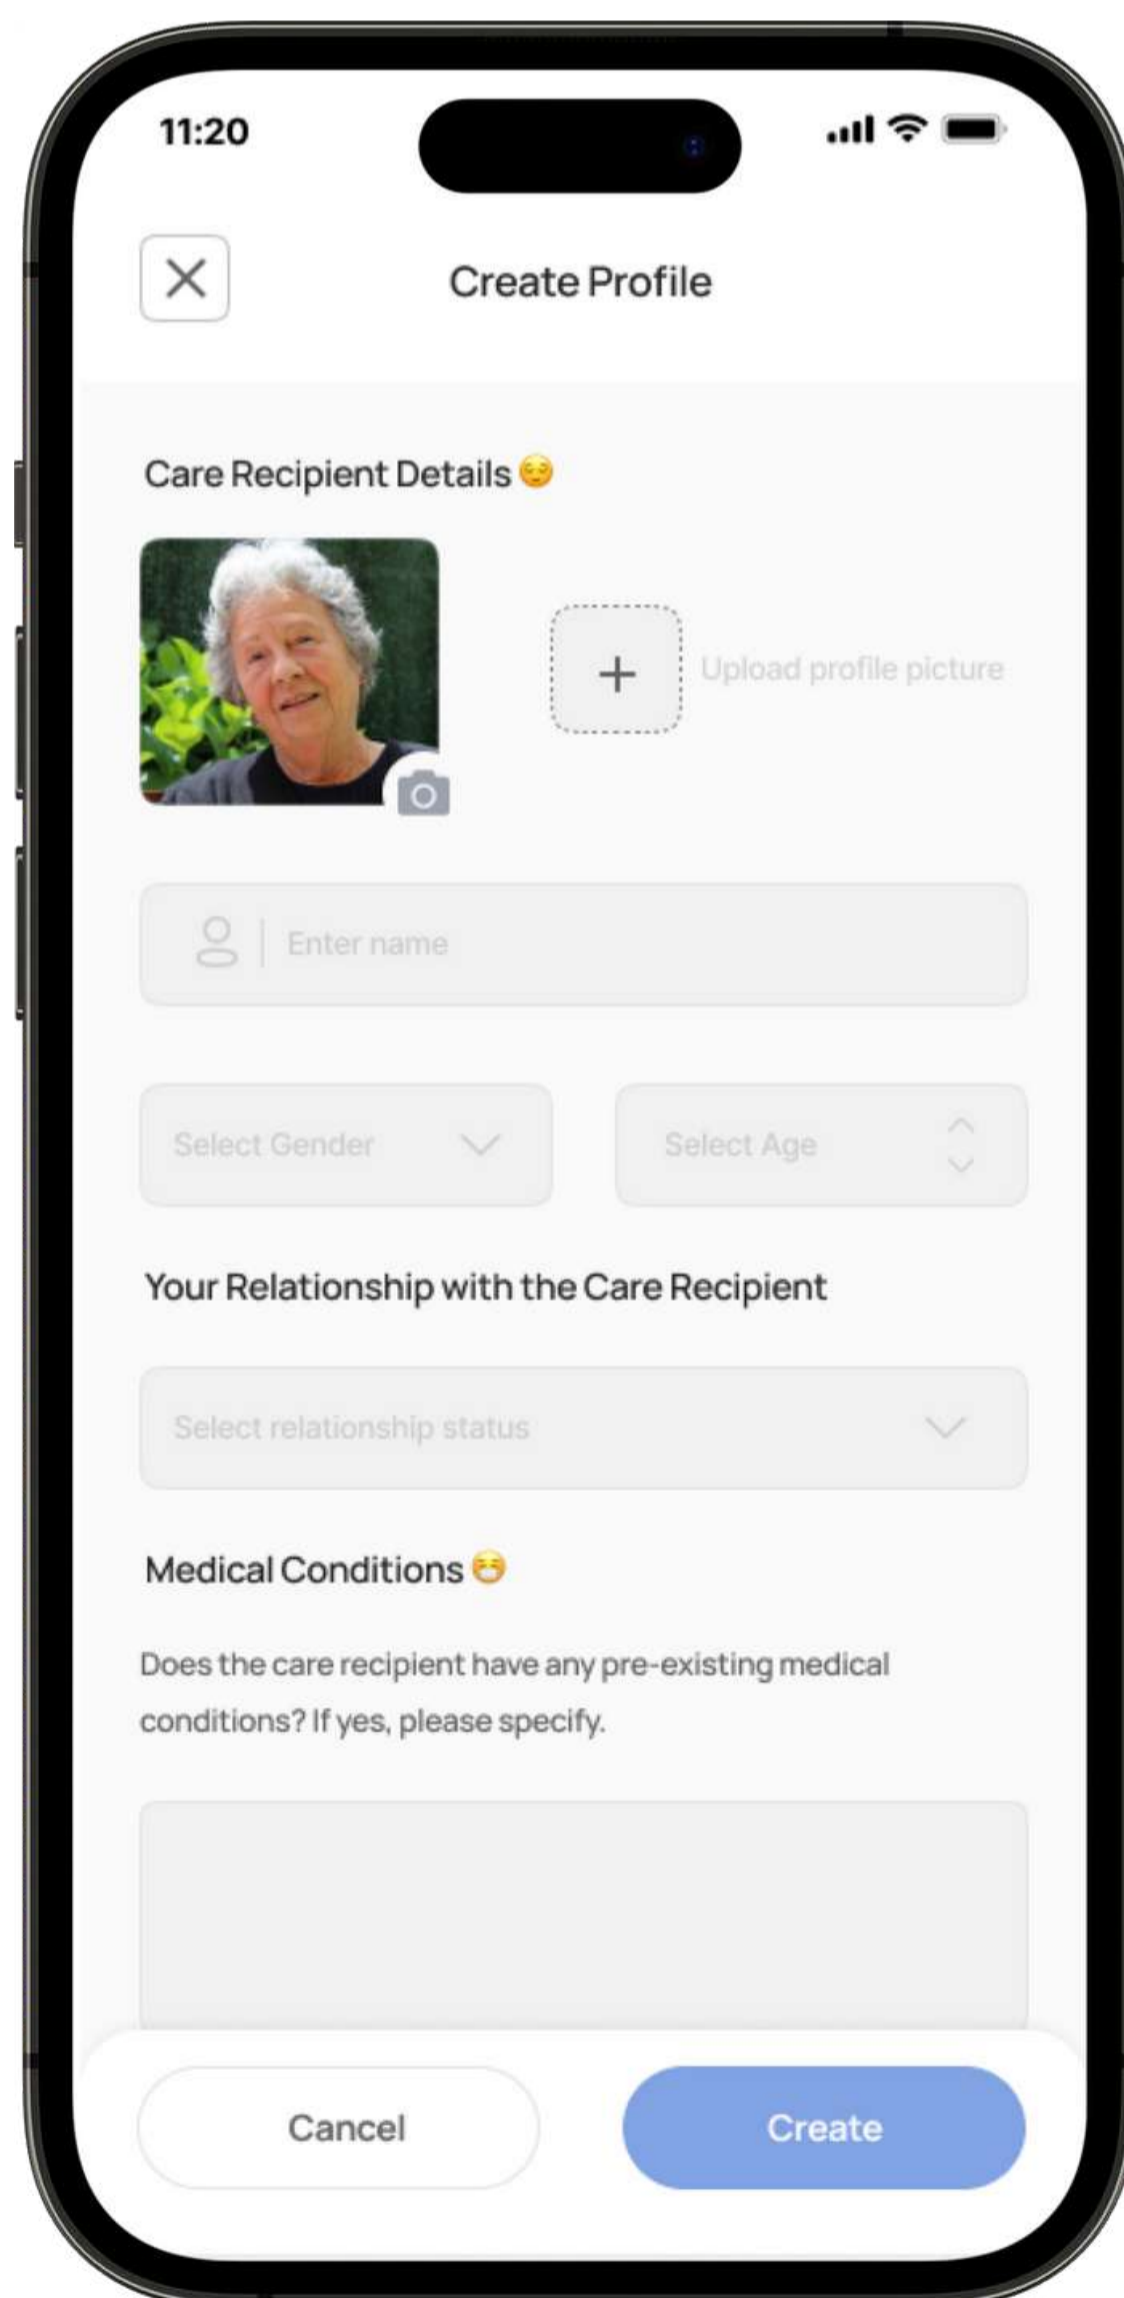 11:20
Create Profile
Care Recipient Details 😌
Upload profile picture
Enter name
Select Gender
Select Age
Your Relationship with the Care Recipient
Select relationship status
Medical Conditions 😷
Does the care recipient have any pre-existing medical
conditions? If yes, please specify.
Cancel
Create